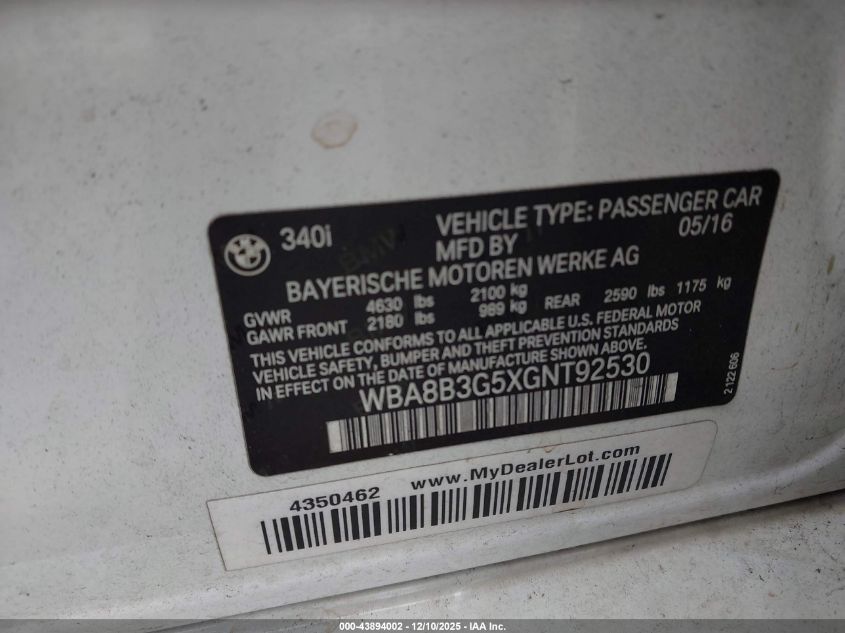 340i
VEHICLE TYPE: PASSENGER CAR
MFD BY 05/16
BAYERISCHE MOTOREN WERKE AG
GVWR 4630 lbs 2100 kg
GAWR FRONT 2180 lbs 989 kg REAR 2590 lbs 1175 kg
THIS VEHICLE CONFORMS TO ALL APPLICABLE U.S. FEDERAL MOTOR
VEHICLE SAFETY, BUMPER AND THEFT PREVENTION STANDARDS
IN EFFECT ON THE DATE OF MANUFACTURE SHOWN ABOVE.
WBA8B3G5XGNT92530
2 122 606
www.MyDealerLot.com
4350462
000-43894002 - 12/10/2025 - IAA Inc.